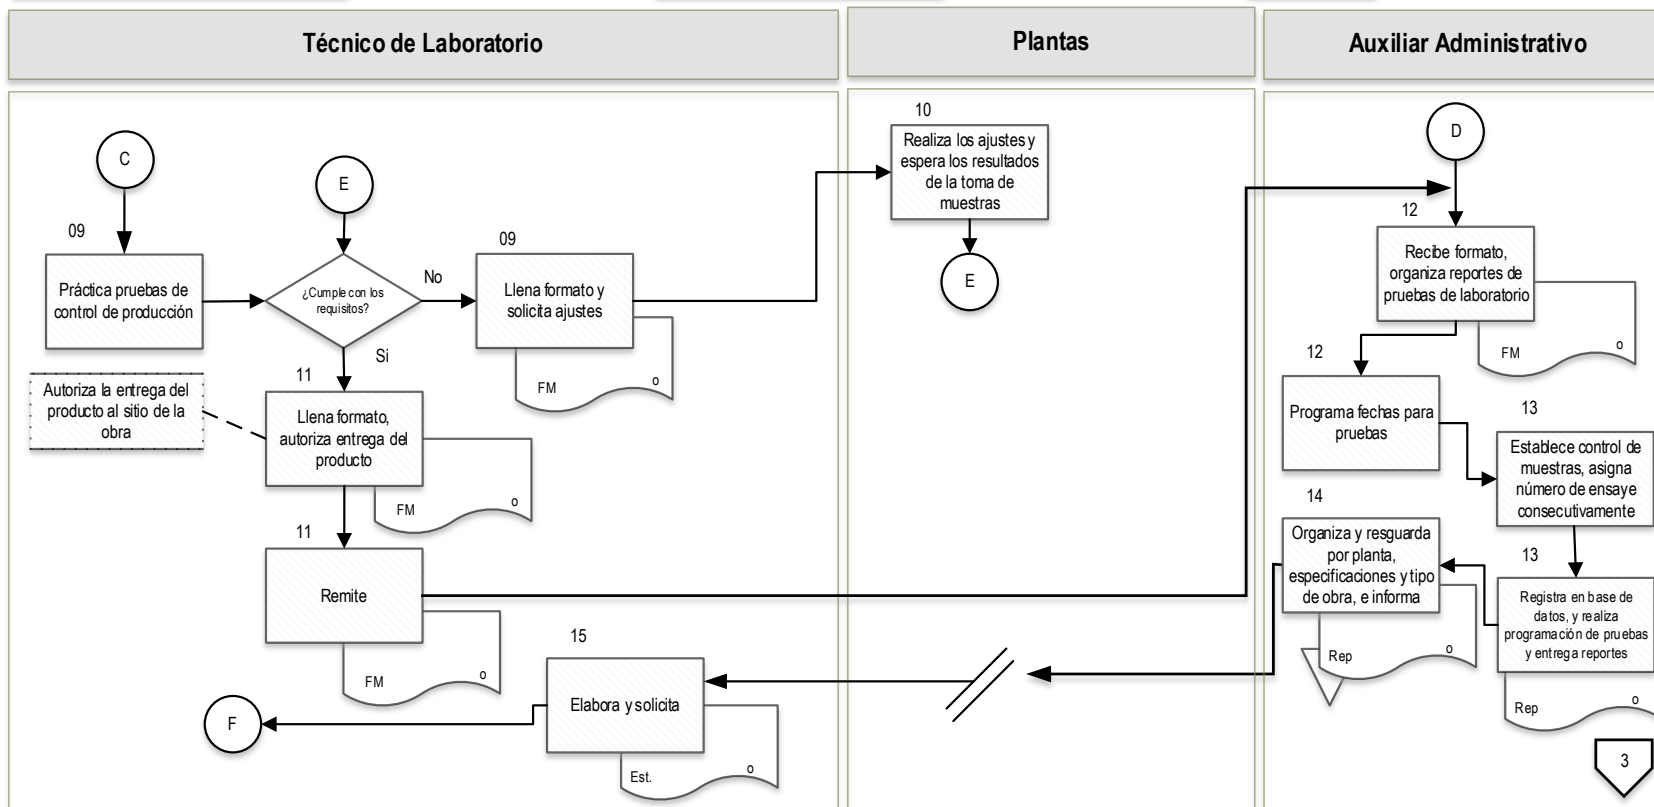 Técnico de Laboratorio
Plantas
Auxiliar Administrativo
C
09
Práctica pruebas de
control de producción
E
¿Cumple con los
requisitos?
No
Si
09
Llena formato y
solicita ajustes
FM
o
Autoriza la entrega del
producto al sitio de la
obra
11
Llena formato,
autoriza entrega del
producto
FM
o
11
Remite
FM
o
15
Elabora y solicita
Est.
o
F
10
Realiza los ajustes y
espera los resultados
de la toma de
muestras
E
D
12
Recibe formato,
organiza reportes de
pruebas de laboratorio
FM
o
12
Programa fechas para
pruebas
13
Establece control de
muestras, asigna
número de ensaye
consecutivamente
13
Registra en base de
datos, y realiza
programación de pruebas
y entrega reportes
Rep
o
14
Organiza y resguarda
por planta,
especificaciones y tipo
de obra, e informa
Rep
o
3